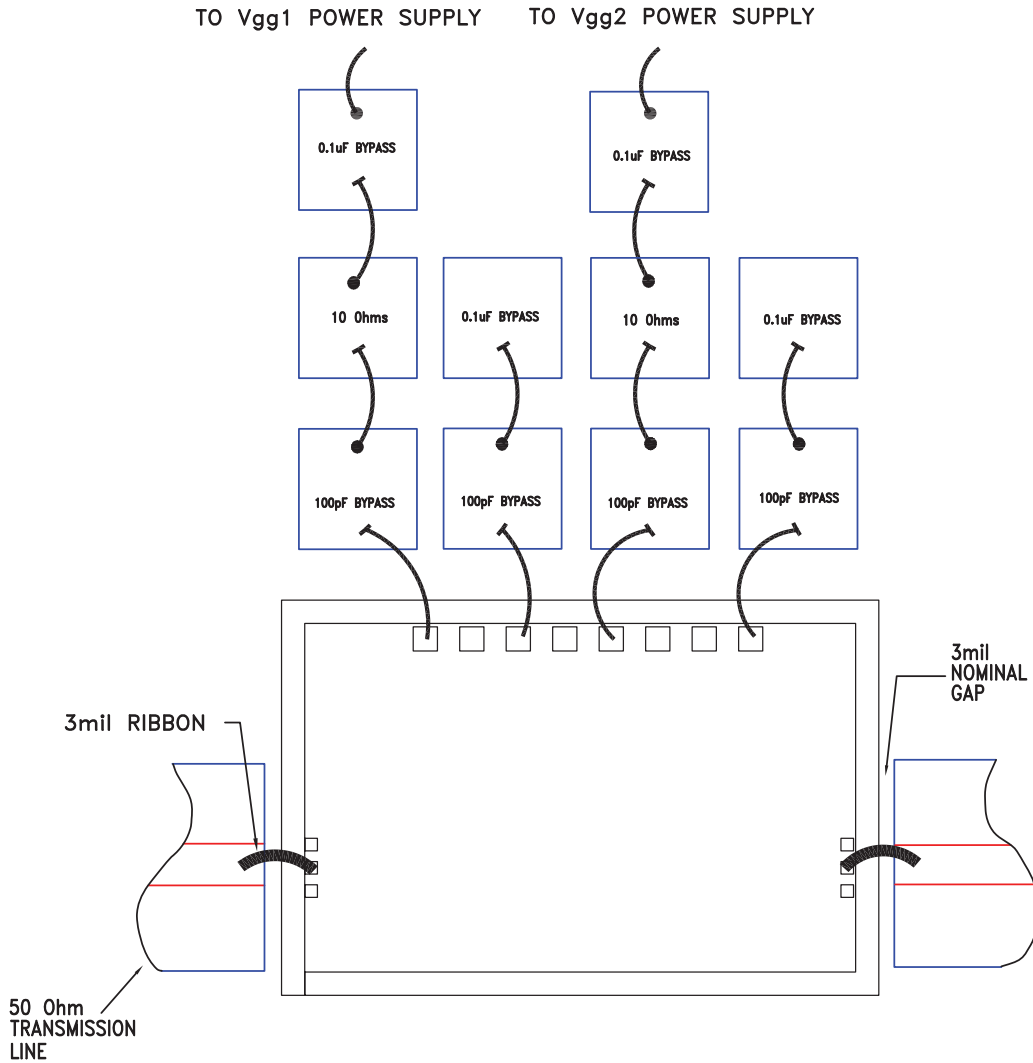 TO Vgg1 POWER SUPPLY
TO Vgg2 POWER SUPPLY
0.1uF BYPASS
0.1uF BYPASS
10 Ohms
0.1uF BYPASS
10 Ohms
0.1uF BYPASS
100pF BYPASS
100pF BYPASS
100pF BYPASS
100pF BYPASS
3mil
NOMINAL
GAP
3mil RIBBON
50 Ohm
TRANSMISSION
LINE